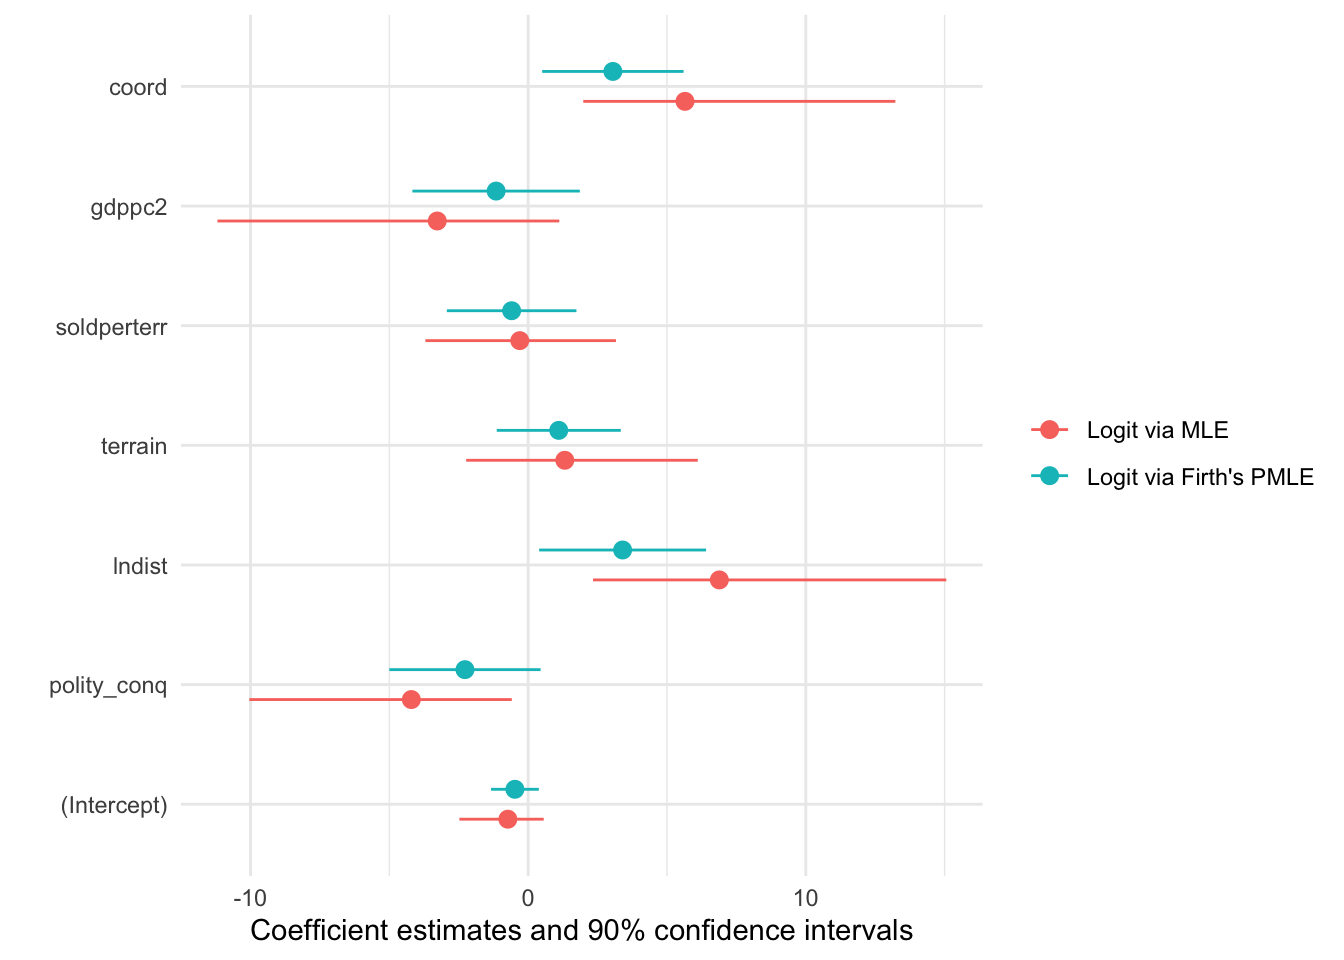 coord
gdppc2
soldperterr
terrain
lndist
polity_conq
(Intercept)
-10 0 10
Coefficient estimates and 90% confidence intervals
Logit via MLE
Logit via Firth's PMLE